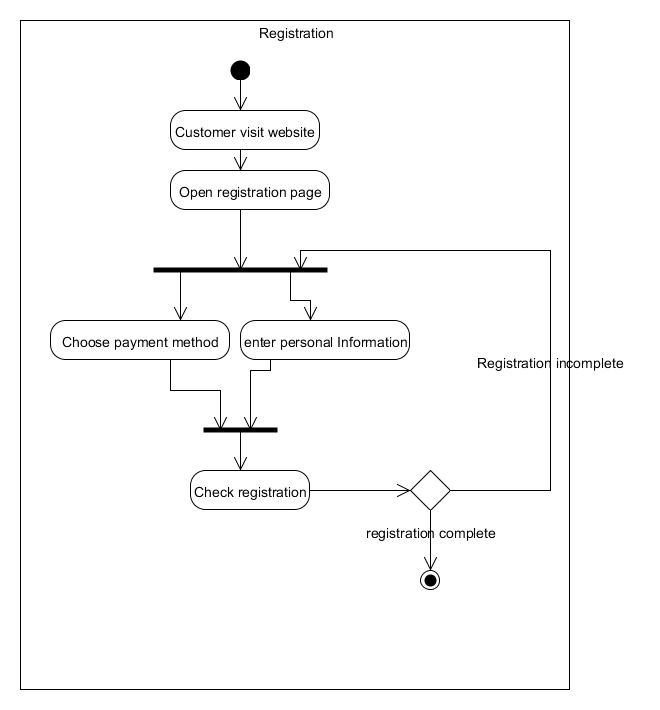 Registration
Customer visit website
Open registration page
Choose payment method
enter personal Information
Registration incomplete
Check registration
registration complete